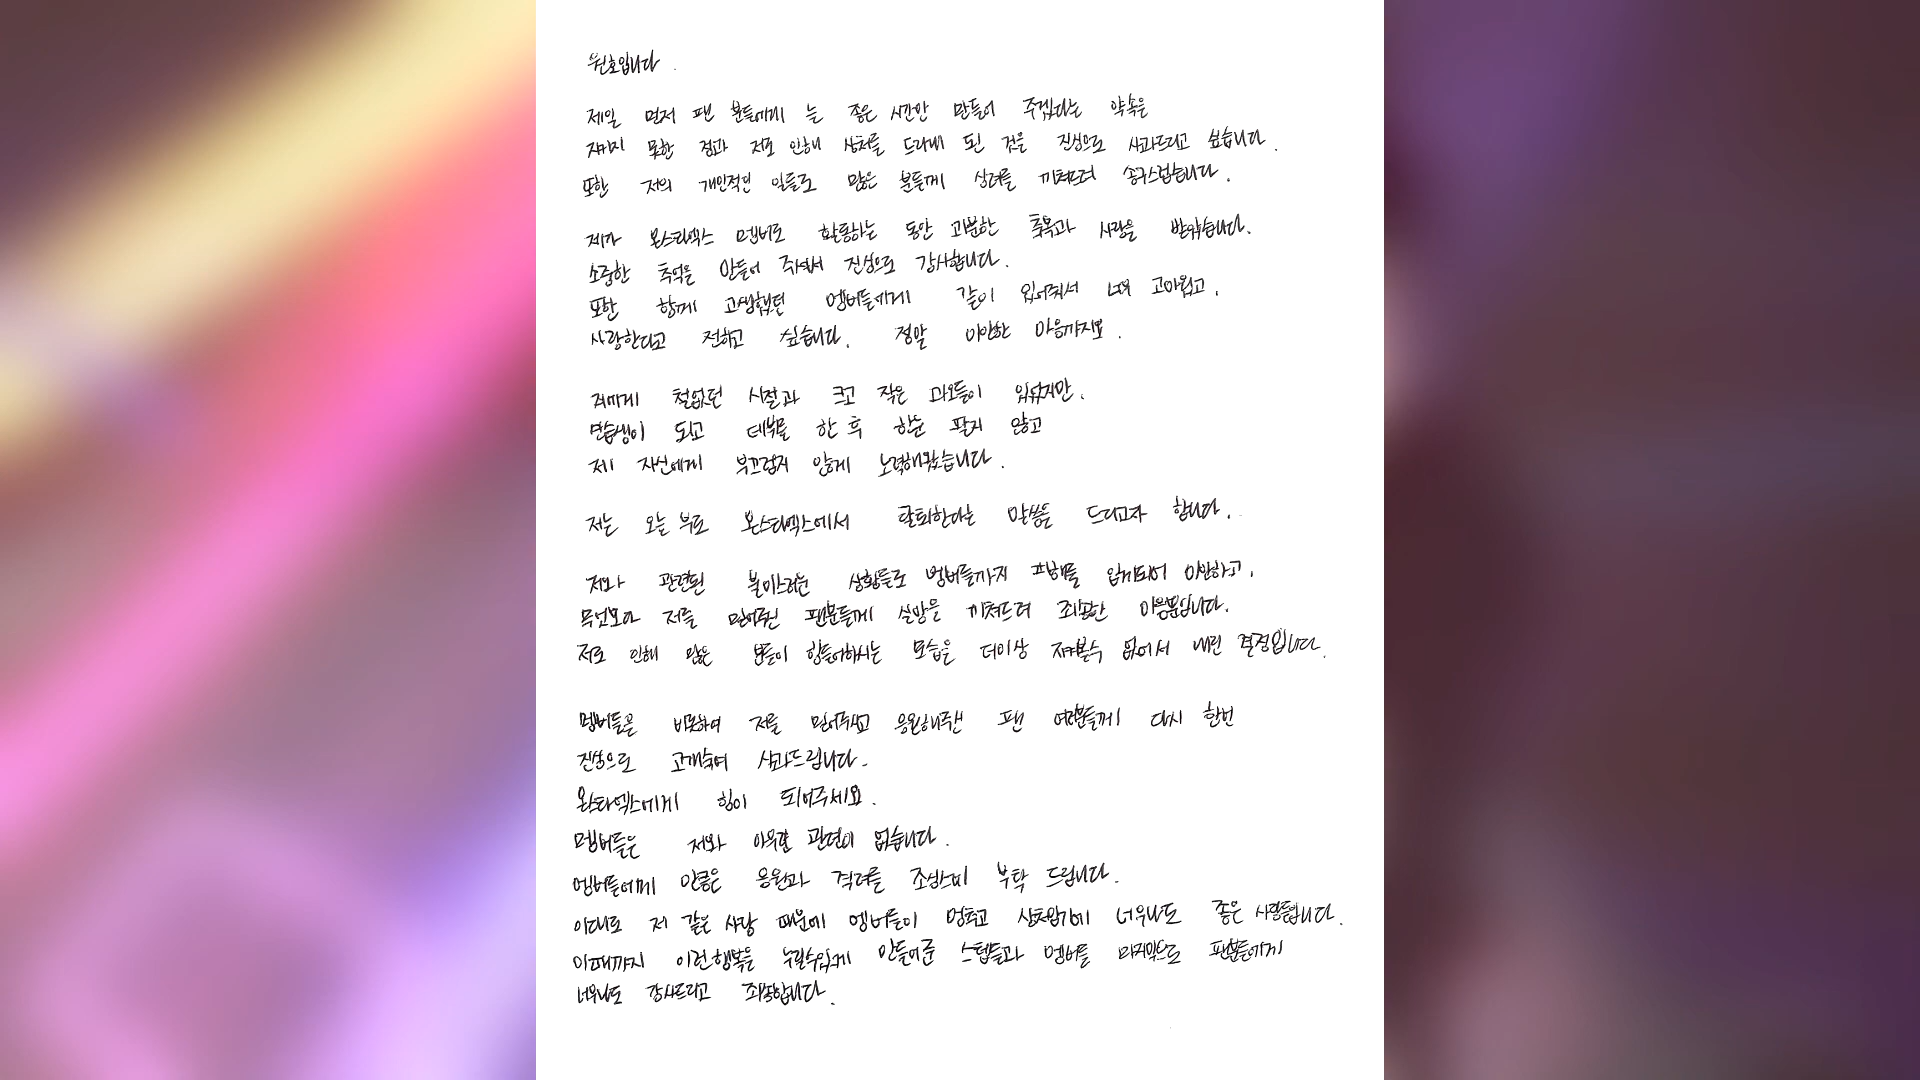 원호입니다.
제일 먼저 팬 분들에게 늘 좋은 시간만 만들어 주겠다는 약속을
지키지 못한 점과 저로 인해 상처를 드리게 된 것을 진심으로 사과드리고 싶습니다.
또한 저의 개인적인 일들로 많은 분들께 심려를 끼쳐드려 송구스럽습니다.
제가 몬스타엑스 멤버로 활동하는 동안 과분한 축복과 사랑을 받았습니다.
소중한 추억을 만들어 주셔서 진심으로 감사합니다.
또한 함께 고생했던 멤버들에게 같이 있어줘서 너무 고마웠고,
사랑한다고 전하고 싶습니다. 정말 미안한 마음까지모.
저에게 철없던 시절과 크고 작은 과오들이 있었지만,
연습생이 되고 데뷔를 한 후 한눈 팔지 않고
제 자신에게 부끄럽지 않게 노력해왔습니다.
저는 오늘 부로 몬스타엑스에서 탈퇴한다는 말씀을 드리고자 합니다.
저와 관련된 불미스러운 상황들로 멤버들까지 피해를 입게되어 미안하고,
무엇보다 저를 믿어주신 팬분들께 실망을 끼쳐드려 죄송한 마음뿐입니다.
저로 인해 많은 분들이 힘들어하시는 모습을 더이상 지켜볼수 없어서 내린 결정입니다.
멤버들을 비롯하여 저를 믿어주시고 응원해주신 팬 여러분들께 다시 한번
진심으로 고개숙여 사과드립니다.
몬스타엑스에게 힘이 되어주세요.
멤버들은 저와 아무런 관련이 없습니다.
멤버들에게 만큼은 응원과 격려를 조심스레 부탁 드립니다.
이대로 저 같은 사람 때문에 멤버들이 멈추고 상처받기에 너무나도 좋은 사람들입니다.
이때까지 이런 행복을 누릴수있게 만들어준 스텝들과 멤버들 마지막으로 팬분들에게
너무나도 감사드리고 죄송합니다.